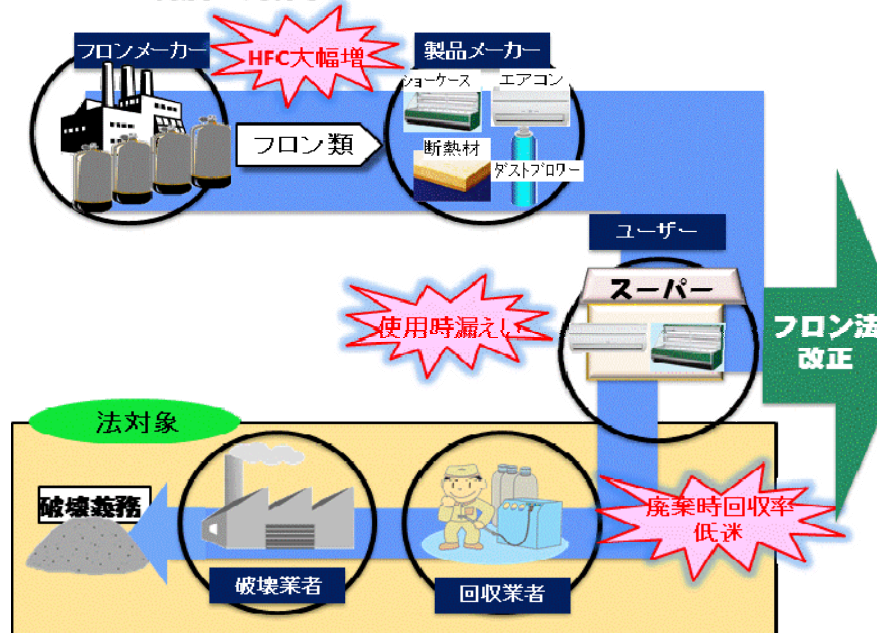 フロンメーカー
HFC大幅増
製品メーカー
ショーケース
エアコン
フロン類
断熱材
ダストブロワー
ユーザー
スーパー
使用時漏えい
フロン法
改正
法対象
廃棄時回収率
低迷
破壊義務
破壊業者
回収業者